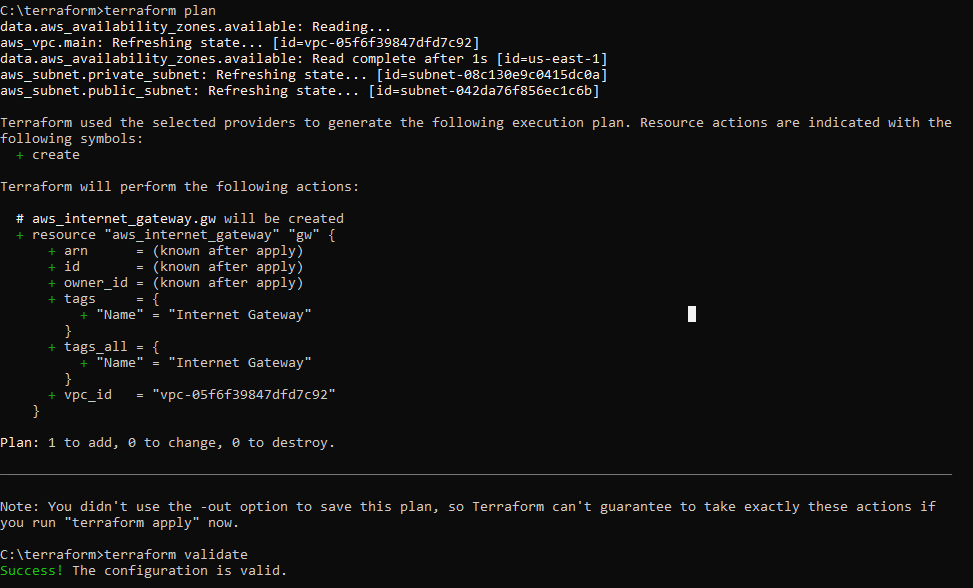 C:\terraform>terraform plan
data.aws_availability_zones.available: Reading...
aws_vpc.main: Refreshing state... [id=vpc-05f6f39847dfd7c92]
data.aws_availability_zones.available: Read complete after 1s [id=us-east-1]
aws_subnet.private_subnet: Refreshing state... [id=subnet-08c130e9c0415dc0a]
aws_subnet.public_subnet: Refreshing state... [id=subnet-042da76f856ec1c6b]

Terraform used the selected providers to generate the following execution plan. Resource actions are indicated with the
following symbols:
  + create

Terraform will perform the following actions:

  # aws_internet_gateway.gw will be created
  + resource "aws_internet_gateway" "gw" {
      + arn      = (known after apply)
      + id       = (known after apply)
      + owner_id = (known after apply)
      + tags     = {
          + "Name" = "Internet Gateway"
        }
      + tags_all = {
          + "Name" = "Internet Gateway"
        }
      + vpc_id   = "vpc-05f6f39847dfd7c92"
    }

Plan: 1 to add, 0 to change, 0 to destroy.

Note: You didn't use the -out option to save this plan, so Terraform can't guarantee to take exactly these actions if
you run "terraform apply" now.

C:\terraform>terraform validate
Success! The configuration is valid.